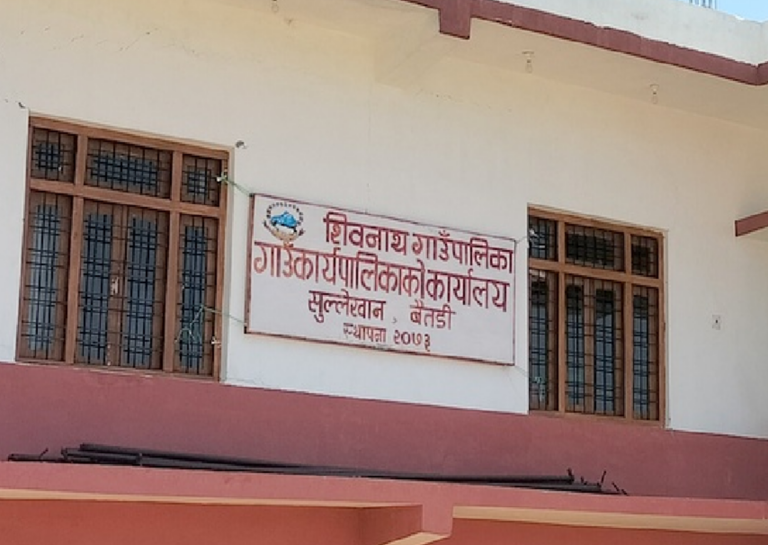 शिवनाथ गाउँपालिका
गाउँकार्यपालिकाको कार्यालय
सुल्लेखान , बैतडी
स्थापना २०७३